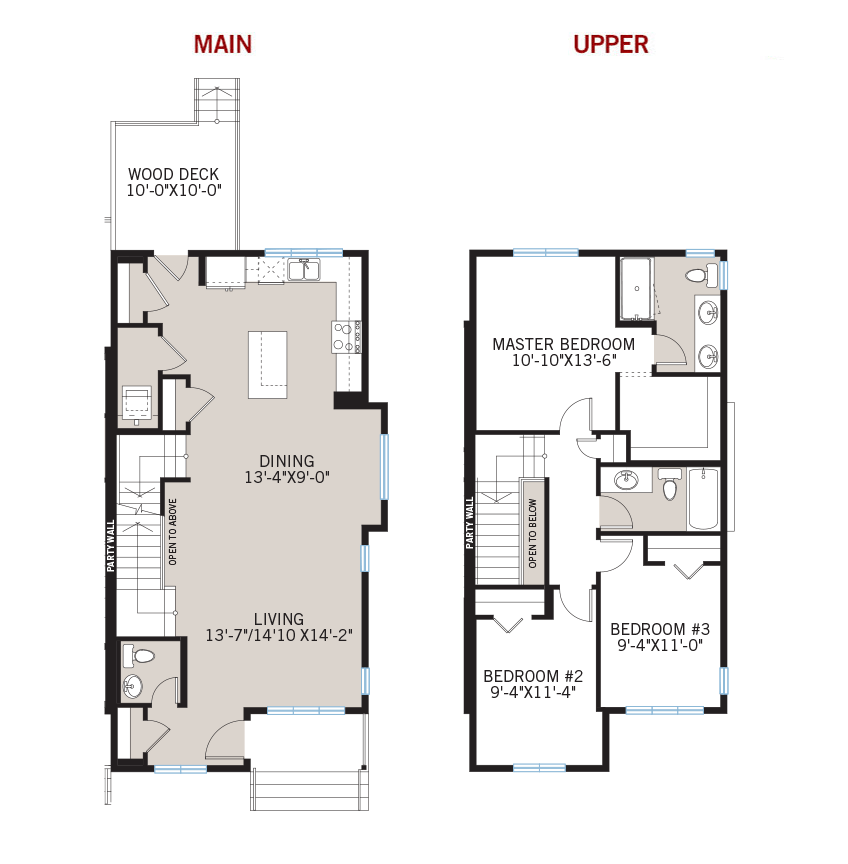 MAIN
UPPER
WOOD DECK
10'-0"X10'-0"
MASTER BEDROOM
10'-10"X13'-6"
DINING
13'-4"X9'-0"
PARTY WALL
OPEN TO ABOVE
PARTY WALL
OPEN TO BELOW
LIVING
13'-7"/14'10 X14'-2"
BEDROOM #3
9'-4"X11'-0"
BEDROOM #2
9'-4"X11'-4"